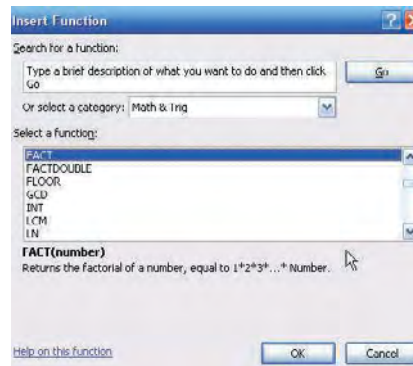 Insert Function
Search for a function:
Type a brief description of what you want to do and then click
Go
Go
Or select a category: Math & Trig
Select a function:
FACT
FACTDOUBLE
FLOOR
GCD
INT
LCM
LN
FACT(number)
Returns the factorial of a number, equal to 1*2*3*...* Number.
Help on this function
OK
Cancel